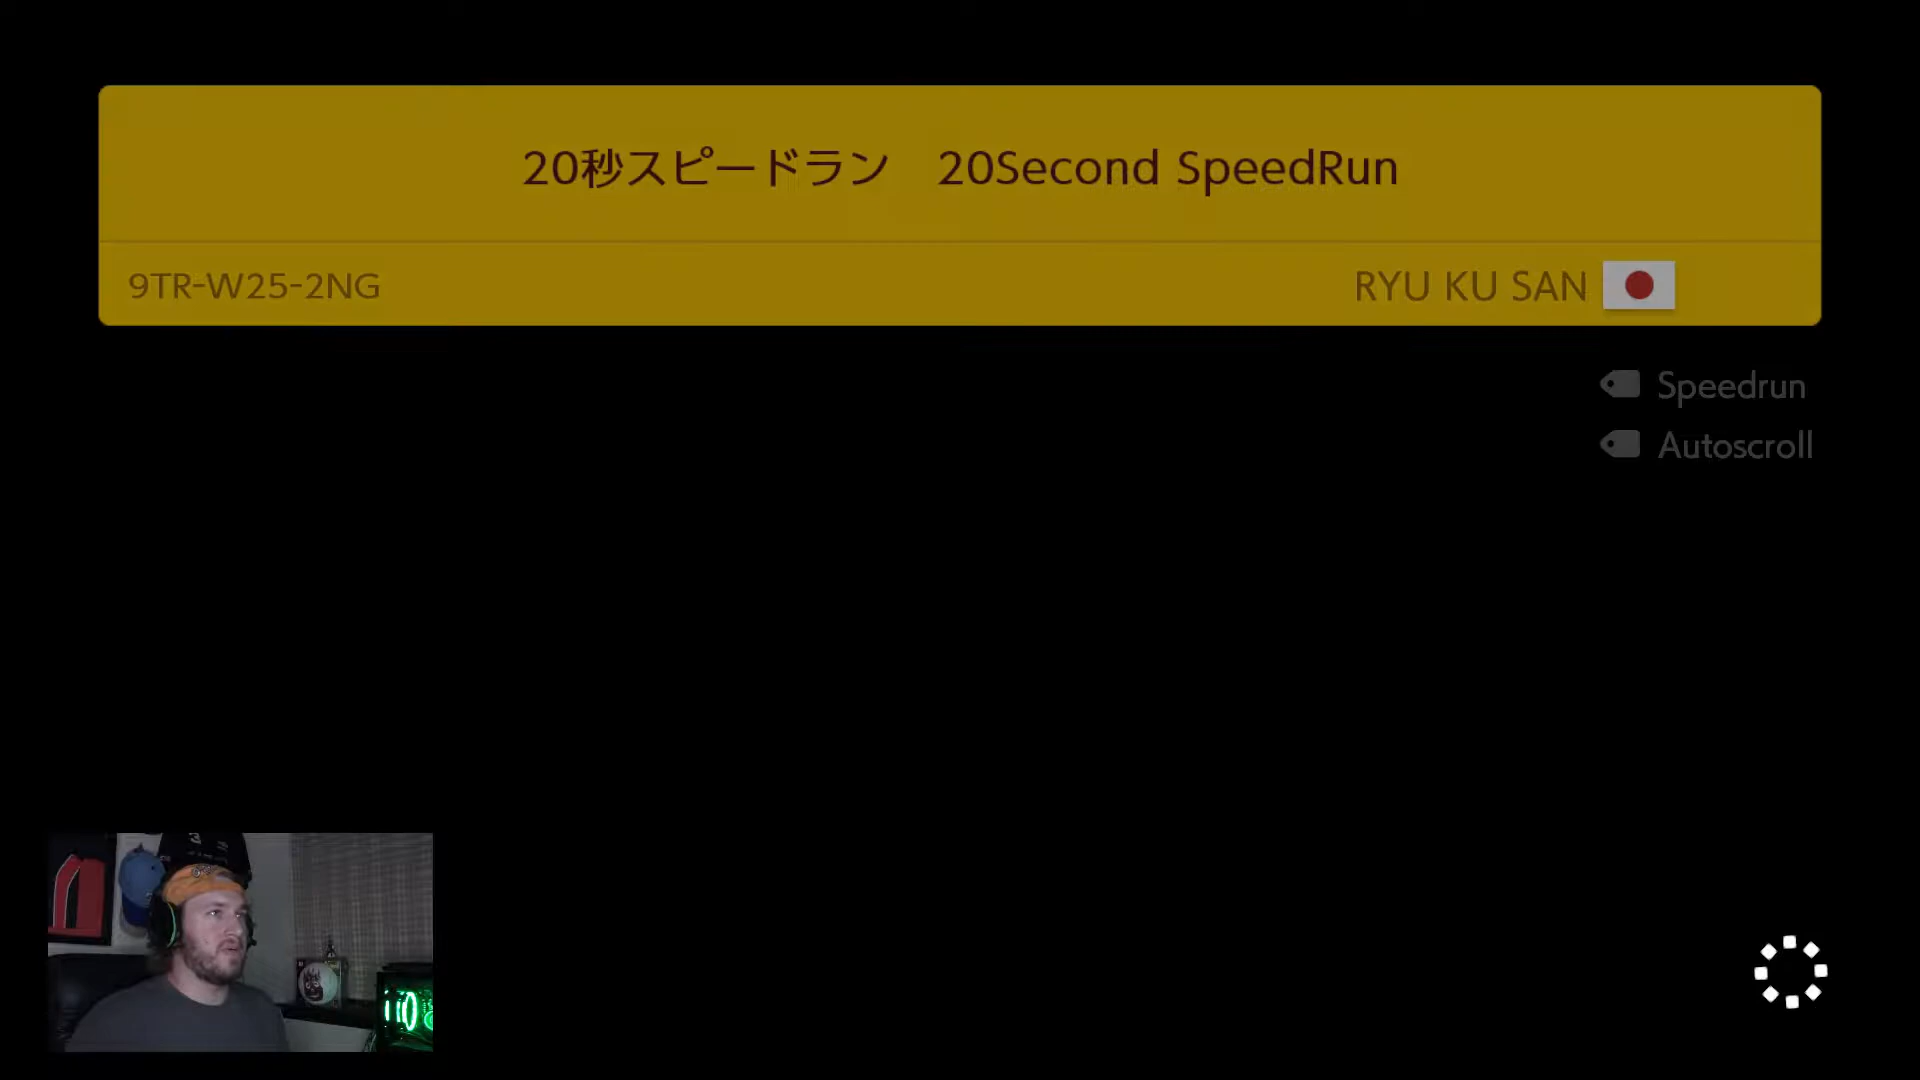 20秒スピードラン　20Second SpeedRun
9TR-W25-2NG
RYU KU SAN
Speedrun
Autoscroll